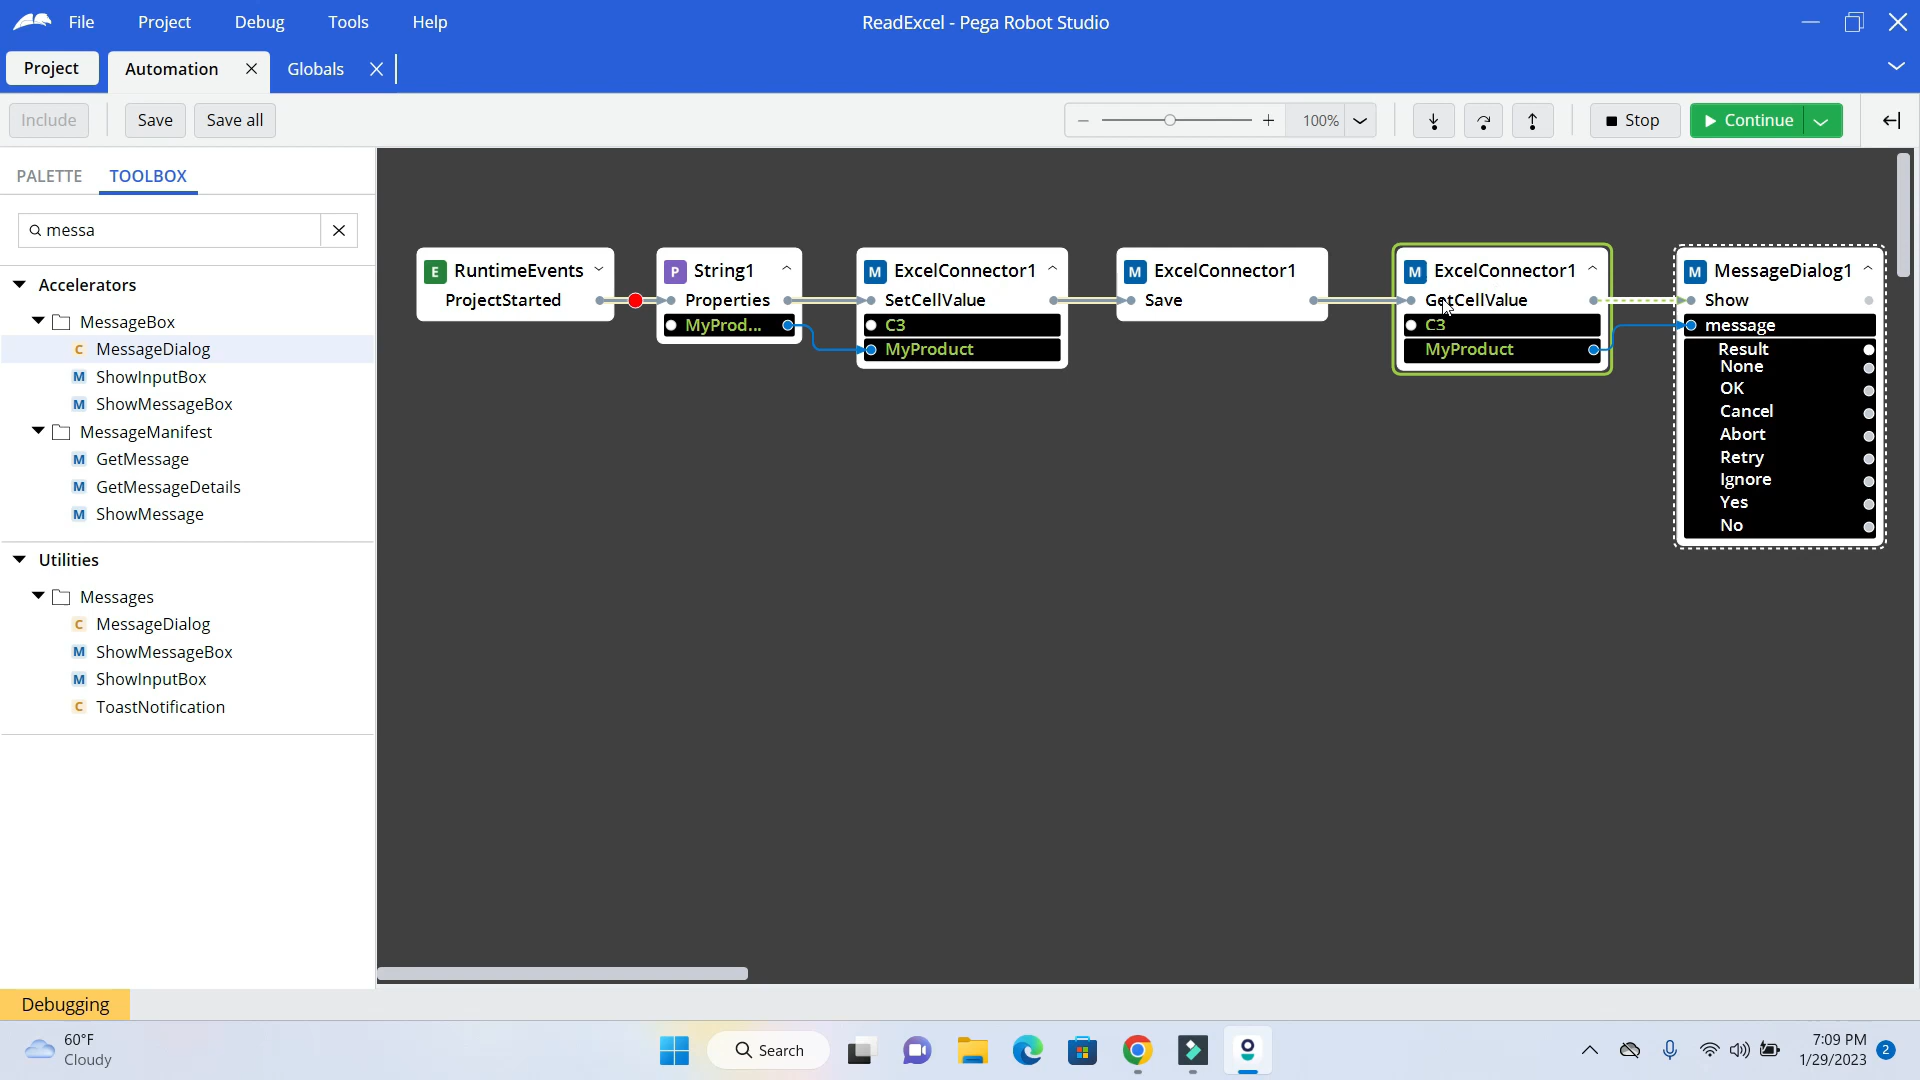 File Project Debug Tools Help ReadExcel - Pega Robot Studio
Project Automation Globals
Include Save Save all 100% Stop Continue
PALETTE TOOLBOX
messa
Accelerators
MessageBox
C MessageDialog
M ShowInputBox
M ShowMessageBox
MessageManifest
M GetMessage
M GetMessageDetails
M ShowMessage
Utilities
Messages
C MessageDialog
M ShowMessageBox
M ShowInputBox
C ToastNotification
E RuntimeEvents
ProjectStarted
P String1
Properties
MyProd...
M ExcelConnector1
SetCellValue
C3
MyProduct
M ExcelConnector1
Save
M ExcelConnector1
GetCellValue
C3
MyProduct
M MessageDialog1
Show
message
Result
None
OK
Cancel
Abort
Retry
Ignore
Yes
No
Debugging
60°F
Cloudy
Search
7:09 PM
1/29/2023
2